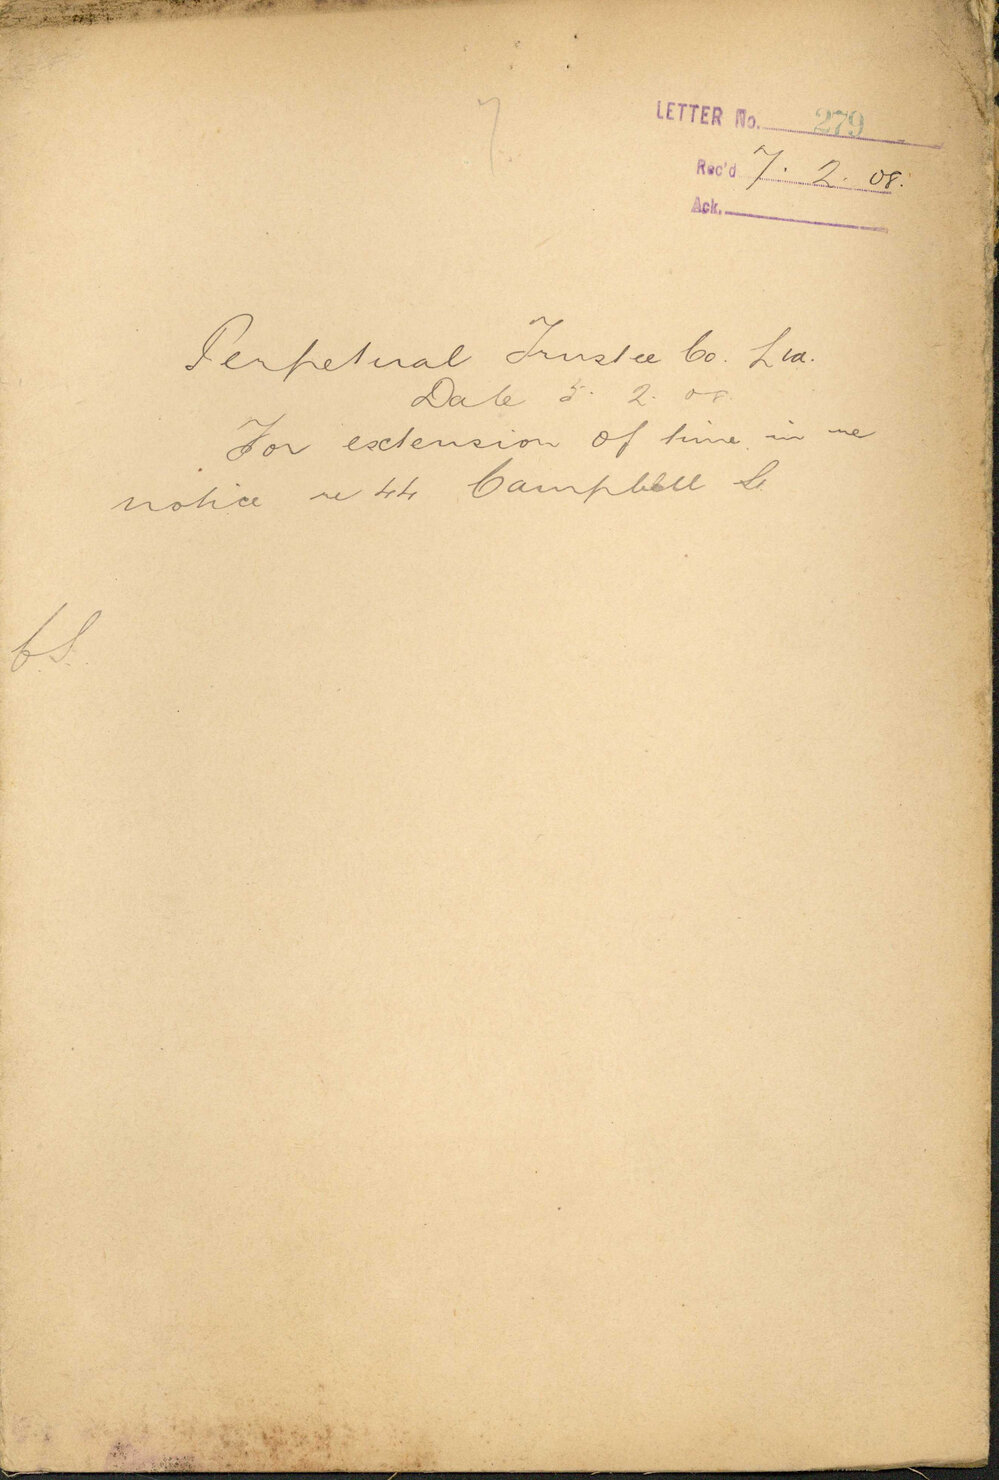 7
LETTER No. 279
Rec'd 7. 2. 08.
Ack.
Perpetual Trustee Co. Ltd.
Date 5. 2. 08
For extension of time in re
notice re 44 Campbell St